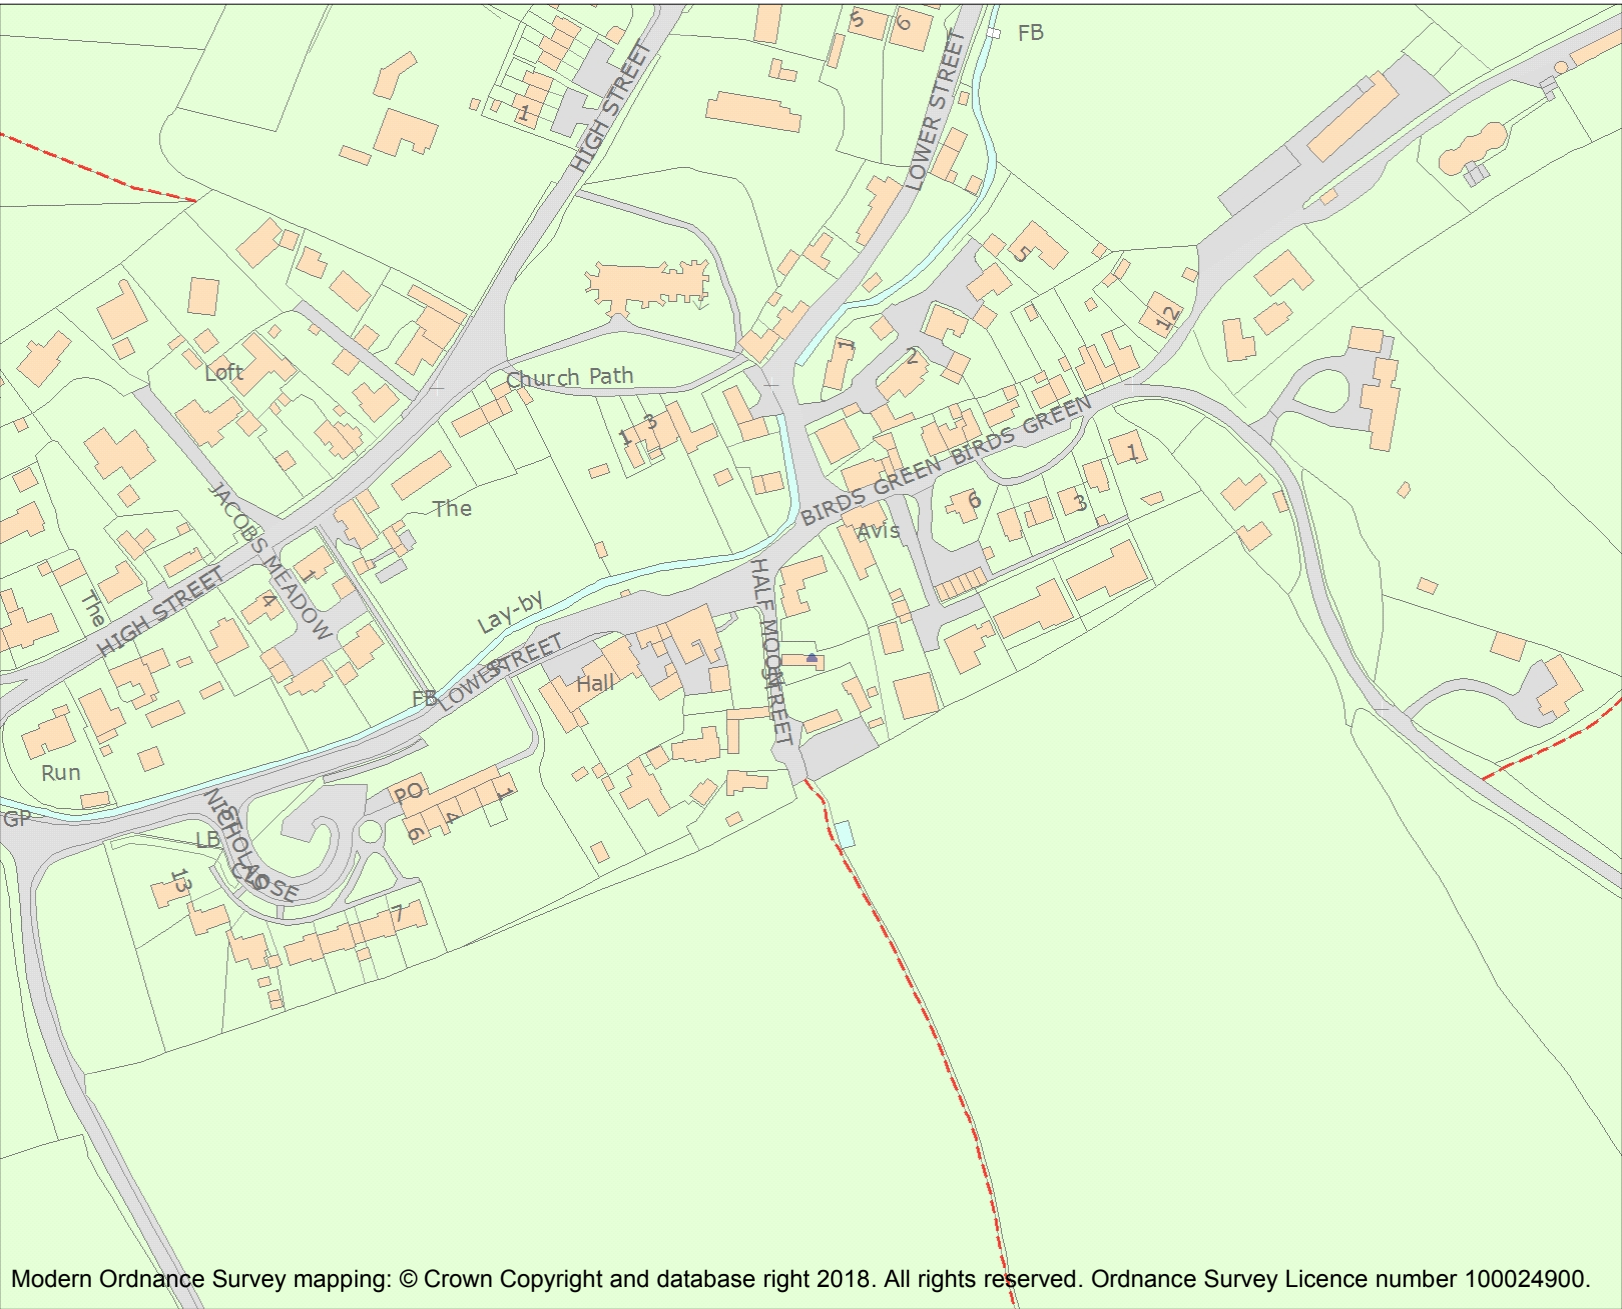 FB
5
6
HIGH STREET
LOWER STREET
1
5
12
Loft
Church Path
1
2
1 3
BIRDS GREEN BIRDS GREEN
1
The
6
3
Avis
JACOBS MEADOW
1
4
The
HIGH STREET
Lay-by
HALF MOON STREET
LOWER STREET
Hall
FB
Run
PO
1
4
6
GP
LB
NICHOLAS CLOSE
13
7
Modern Ordnance Survey mapping: © Crown Copyright and database right 2018. All rights reserved. Ordnance Survey Licence number 100024900.